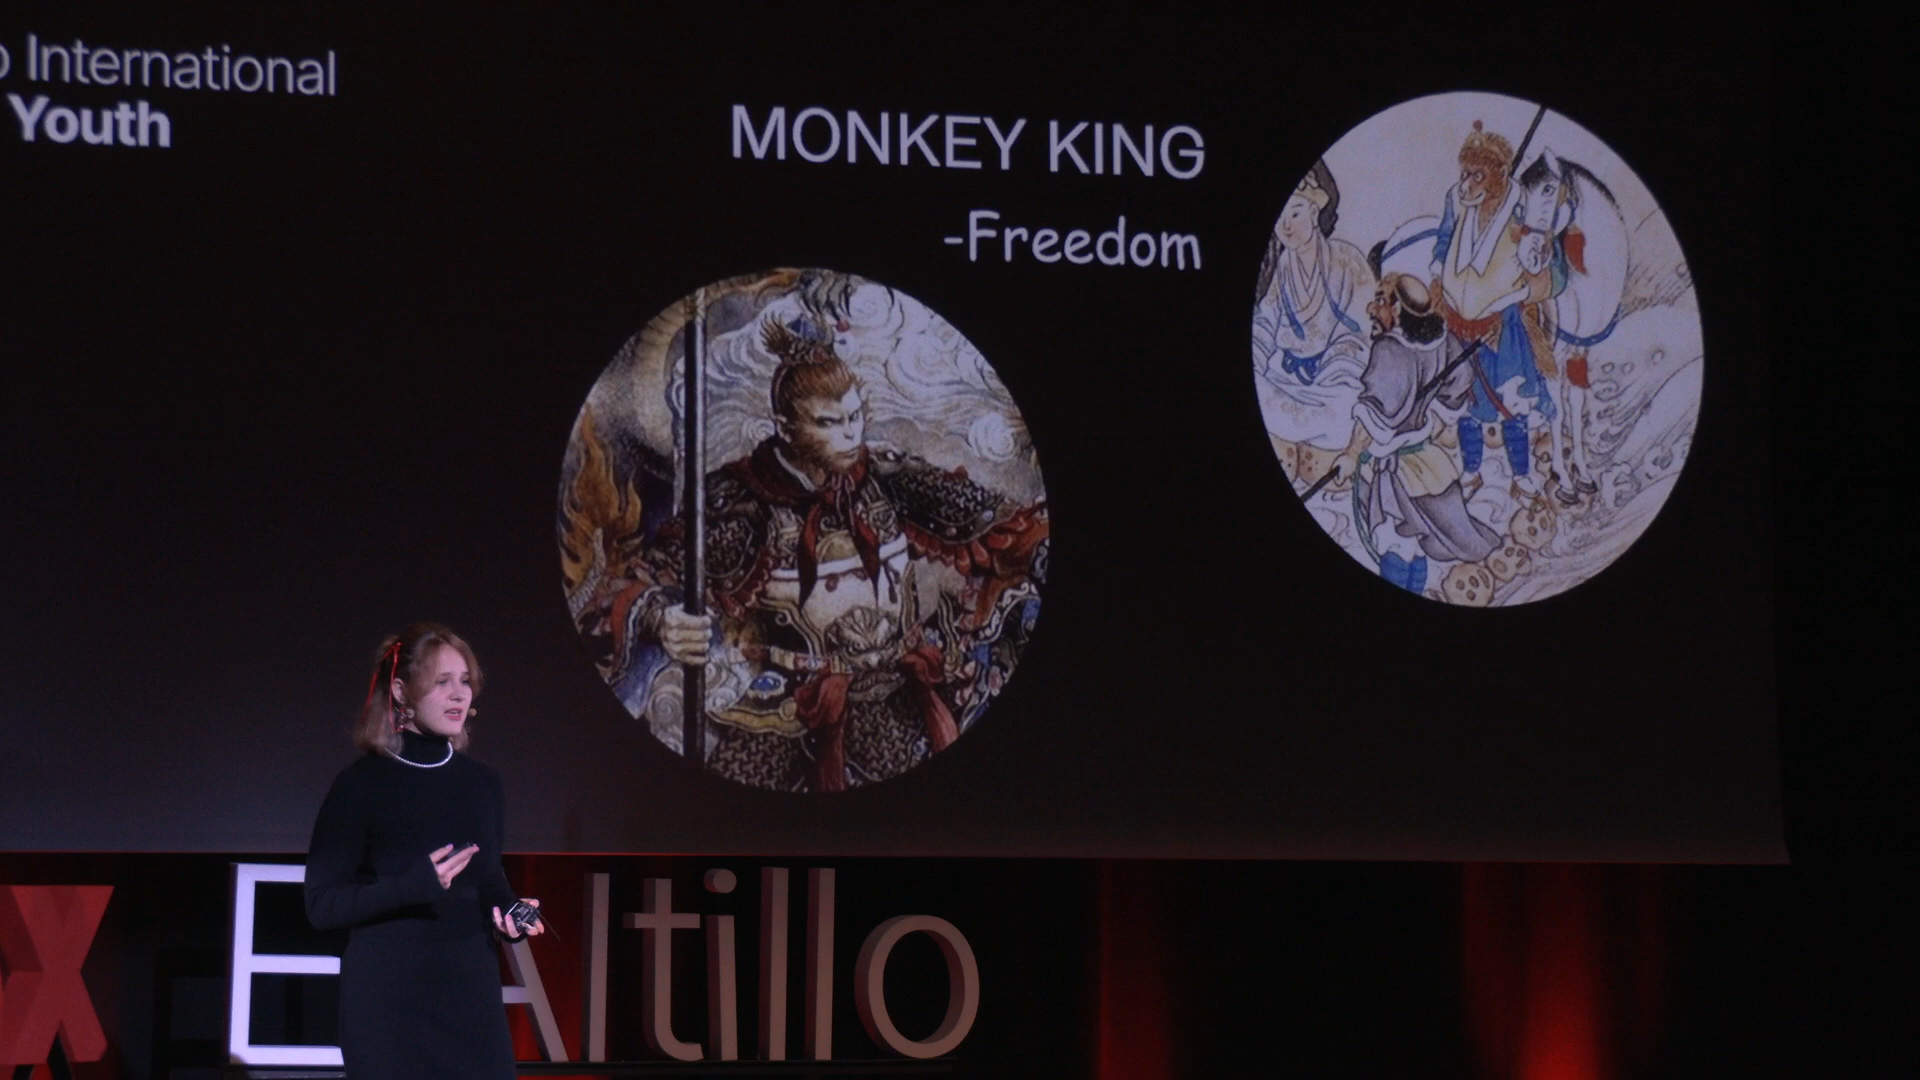 International
Youth
MONKEY KING
-Freedom
X
E Altillo